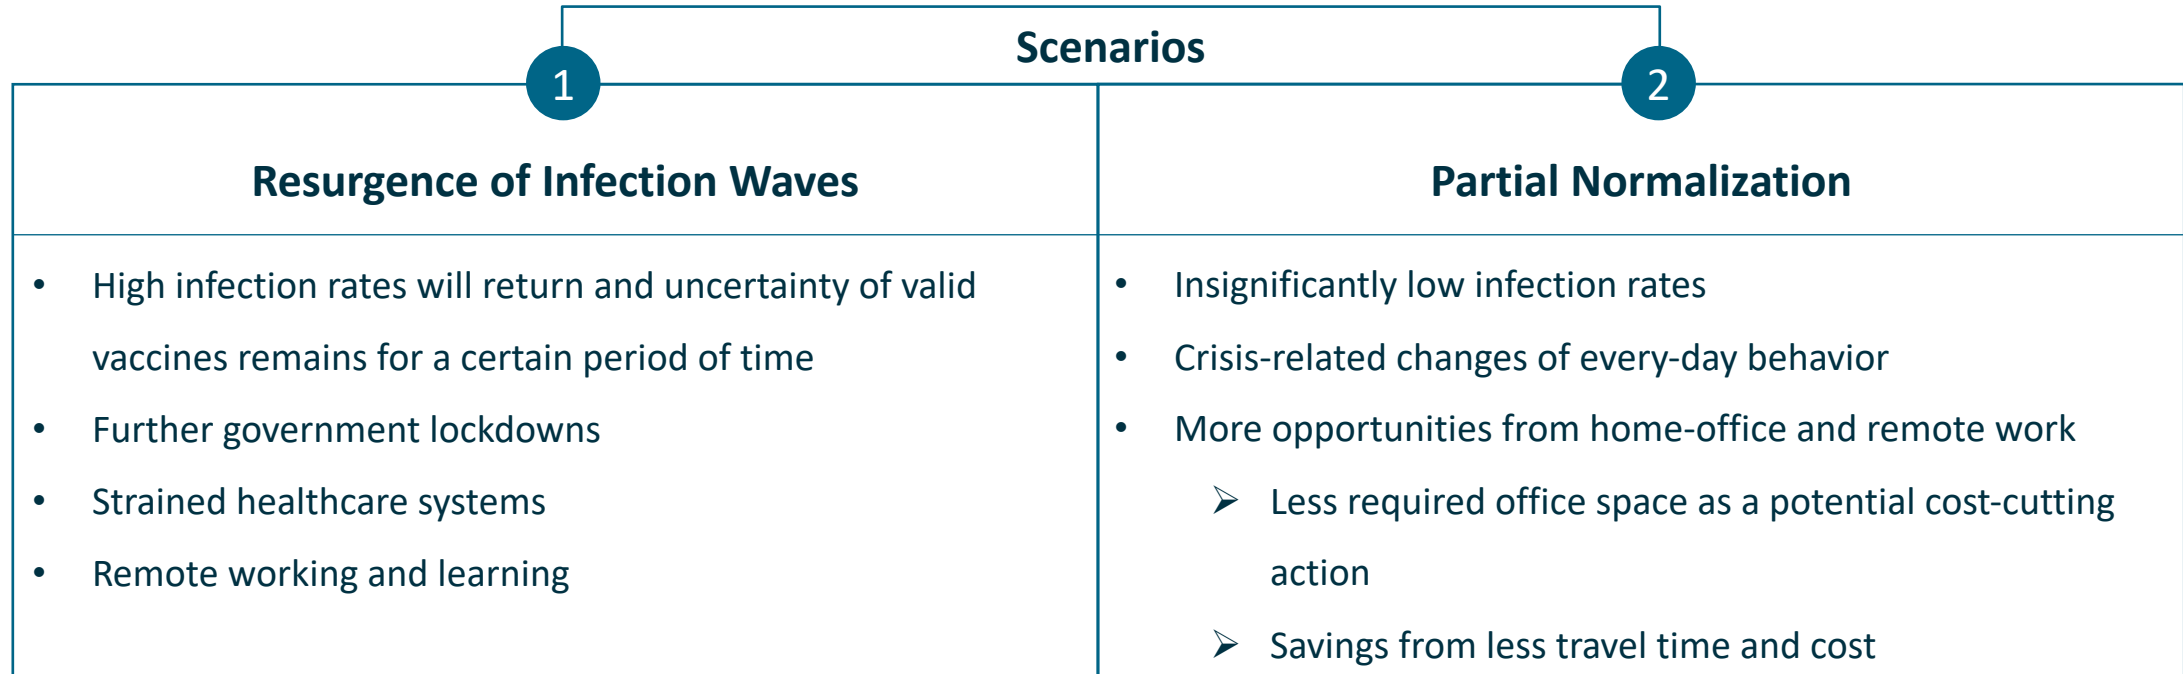 Scenarios
1
2
Resurgence of Infection Waves
Partial Normalization
• High infection rates will return and uncertainty of valid
vaccines remains for a certain period of time
• Further government lockdowns
• Strained healthcare systems
• Remote working and learning
• Insignificantly low infection rates
• Crisis-related changes of every-day behavior
• More opportunities from home-office and remote work
➢ Less required office space as a potential cost-cutting
action
➢ Savings from less travel time and cost